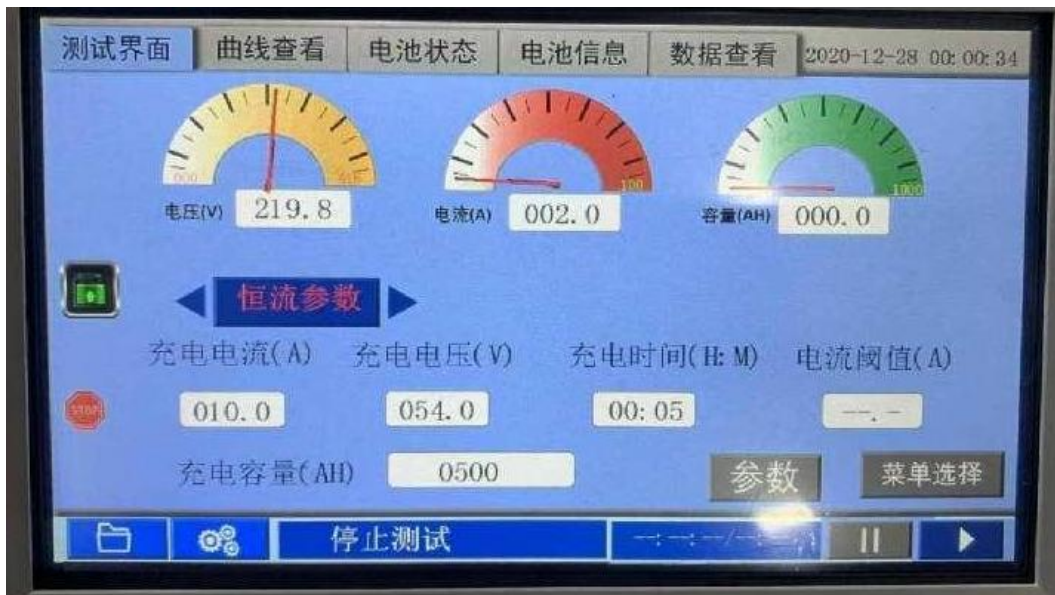 测试界面 曲线查看 电池状态 电池信息 数据查看 2020-12-28 00:00:34
000 100 1000
电压(V) 219.8 电流(A) 002.0 容量(AH) 000.0
恒流参数
充电电流(A) 充电电压(V) 充电时间(H:M) 电流阈值(A)
STOP 010.0 054.0 00:05 --.-
充电容量(AH) 0500 参数 菜单选择
停止测试 --:--:--/--:--